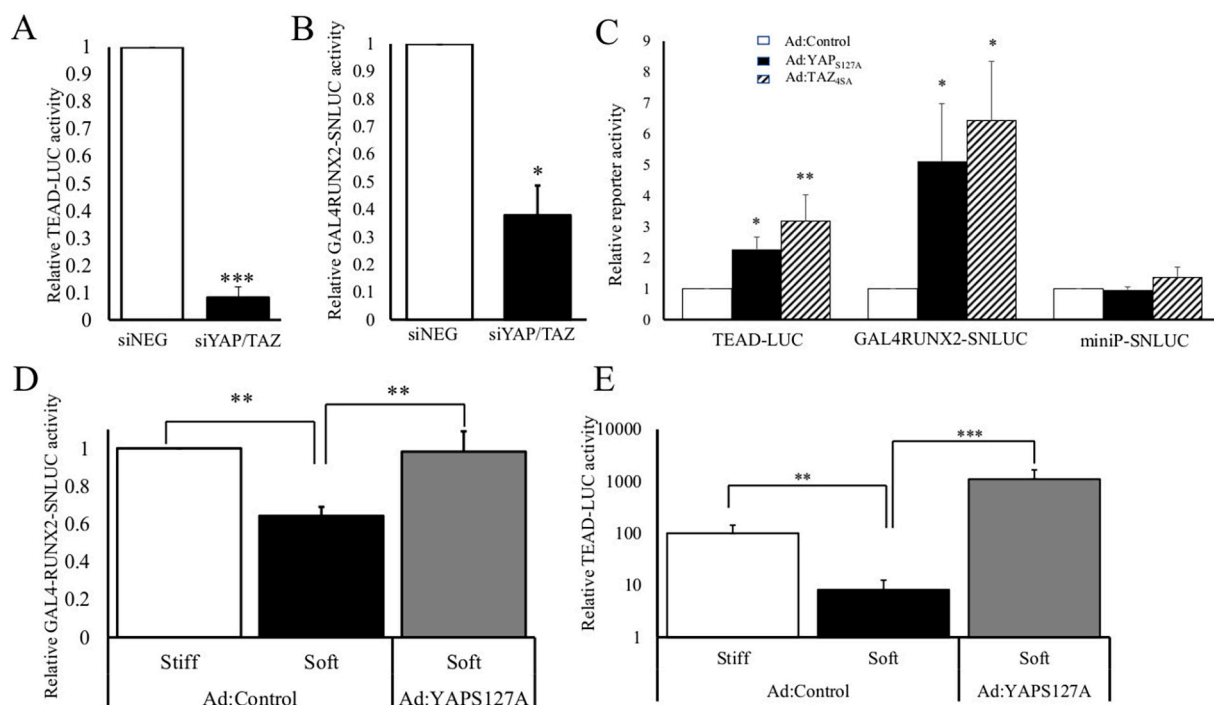 A
Relative TEAD-LUC activity
1
0.9
0.8
0.7
0.6
0.5
0.4
0.3
0.2
0.1
0
***
siNEG siYAP/TAZ
B
Relative GAL4RUNX2-SNLUC activity
1
0.9
0.8
0.7
0.6
0.5
0.4
0.3
0.2
0.1
0
*
siNEG siYAP/TAZ
C
Relative reporter activity
9
8
7
6
5
4
3
2
1
0
Ad:Control
Ad:YAPS127A
Ad:TAZ4SA
* ** * *
TEAD-LUC GAL4RUNX2-SNLUC miniP-SNLUC
D
Relative GAL4-RUNX2-SNLUC activity
1
0.8
0.6
0.4
0.2
0
** **
Stiff Soft Soft
Ad:Control Ad:YAPS127A
E
Relative TEAD-LUC activity
10000
1000
100
10
1
** ***
Stiff Soft Soft
Ad:Control Ad:YAPS127A